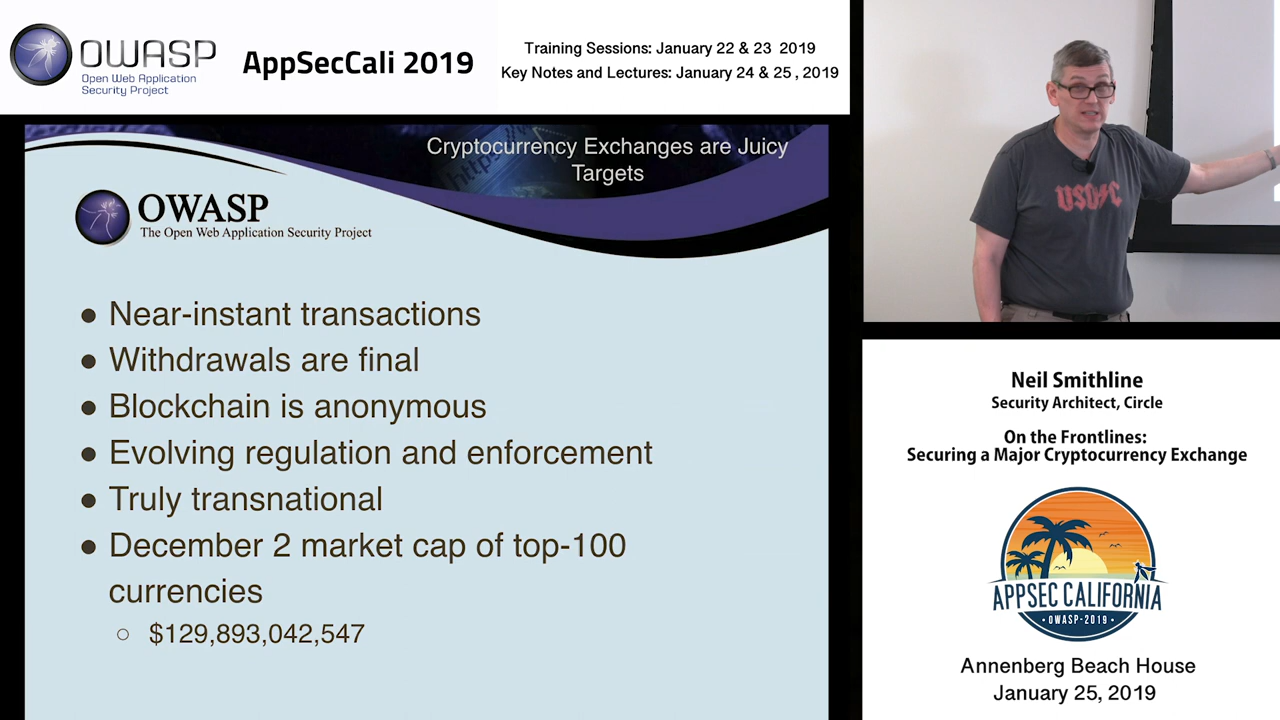 OWASP
Open Web Application
Security Project
AppSecCali 2019
Training Sessions: January 22 & 23 2019
Key Notes and Lectures: January 24 & 25 , 2019
Cryptocurrency Exchanges are Juicy
Targets
OWASP
The Open Web Application Security Project
● Near-instant transactions
● Withdrawals are final
● Blockchain is anonymous
● Evolving regulation and enforcement
● Truly transnational
● December 2 market cap of top-100
currencies
○ $129,893,042,547
Neil Smithline
Security Architect, Circle
On the Frontlines:
Securing a Major Cryptocurrency Exchange
APPSEC CALIFORNIA
• OWASP-2019 •
Annenberg Beach House
January 25, 2019